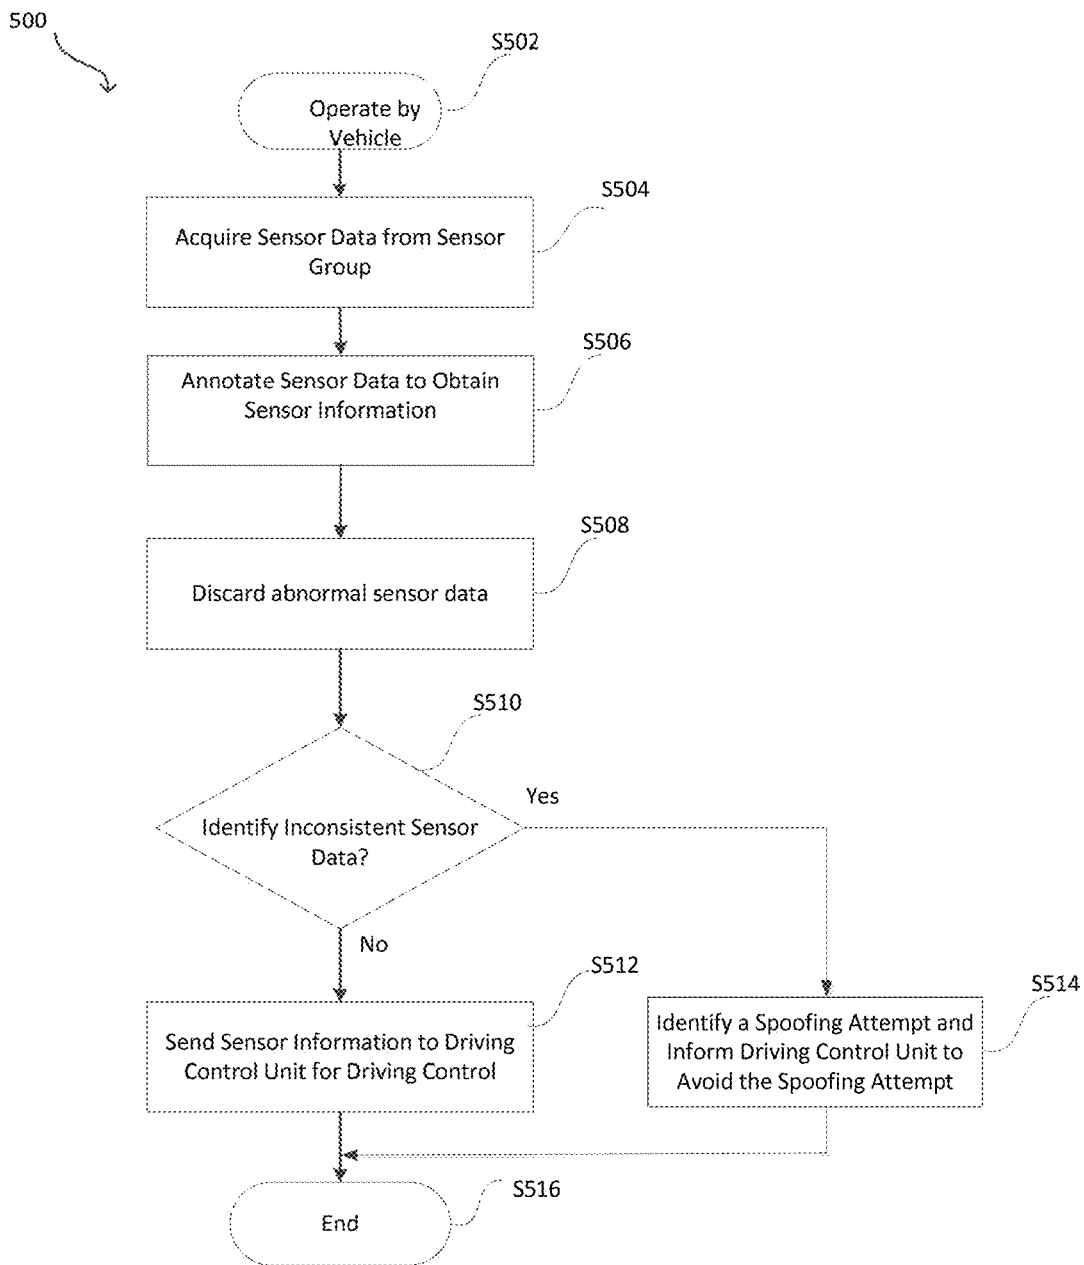 500
S502
Operate by
Vehicle
S504
Acquire Sensor Data from Sensor
Group
S506
Annotate Sensor Data to Obtain
Sensor Information
S508
Discard abnormal sensor data
S510
Yes
Identify Inconsistent Sensor
Data?
No
S512
Send Sensor Information to Driving
Control Unit for Driving Control
S514
Identify a Spoofing Attempt and
Inform Driving Control Unit to
Avoid the Spoofing Attempt
S516
End